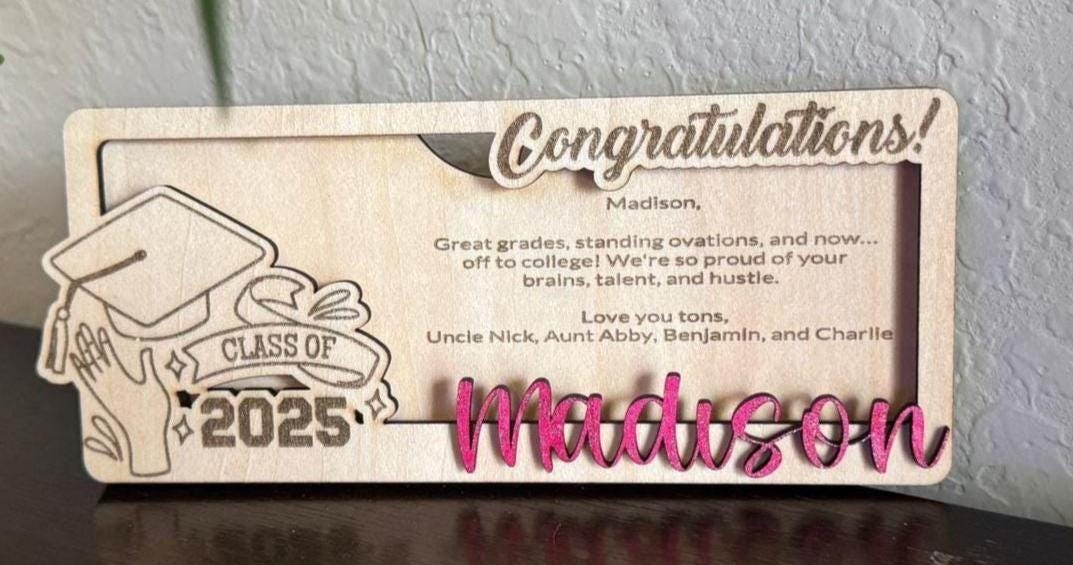 Congratulations!
Madison,
Great grades, standing ovations, and now...
off to college! We're so proud of your
brains, talent, and hustle.
Love you tons,
Uncle Nick, Aunt Abby, Benjamin, and Charlie
CLASS OF
2025
madison